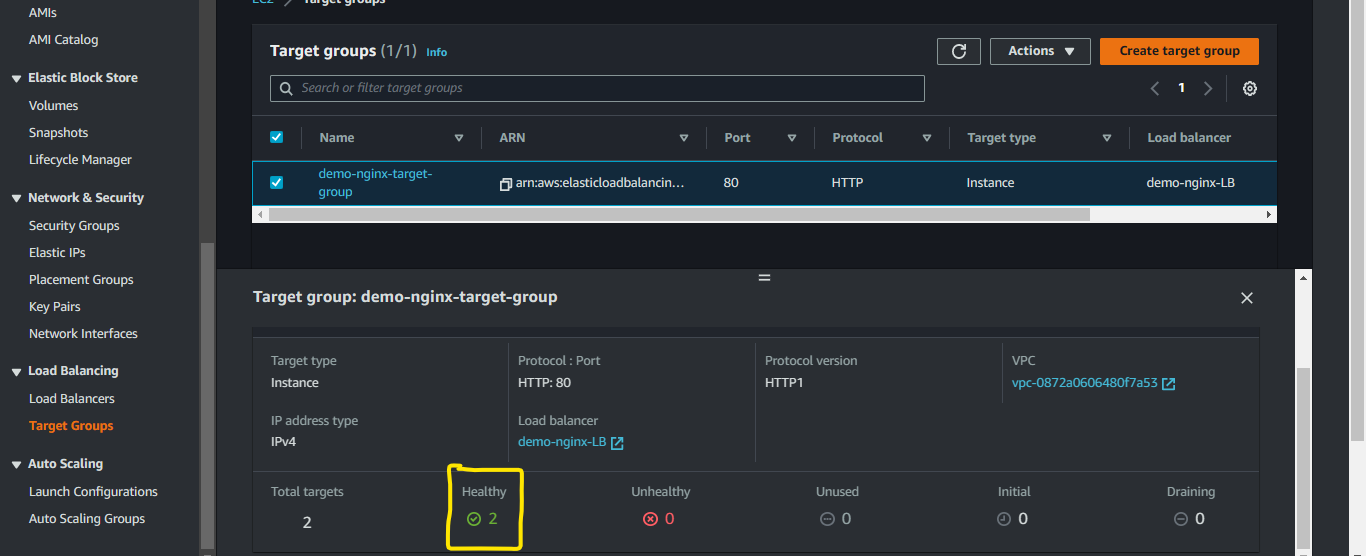 EC2 > Target groups
AMIs
AMI Catalog
Elastic Block Store
Volumes
Snapshots
Lifecycle Manager
Network & Security
Security Groups
Elastic IPs
Placement Groups
Key Pairs
Network Interfaces
Load Balancing
Load Balancers
Target Groups
Auto Scaling
Launch Configurations
Auto Scaling Groups
Target groups (1/1) Info
Actions
Create target group
Search or filter target groups
1
Name ARN Port Protocol Target type Load balancer
demo-nginx-target-
group
arn:aws:elasticloadbalancin... 80 HTTP Instance demo-nginx-LB
Target group: demo-nginx-target-group
Target type Protocol : Port Protocol version VPC
Instance HTTP: 80 HTTP1 vpc-0872a0606480f7a53
IP address type Load balancer
IPv4 demo-nginx-LB
Total targets Healthy Unhealthy Unused Initial Draining
2 2 0 0 0 0